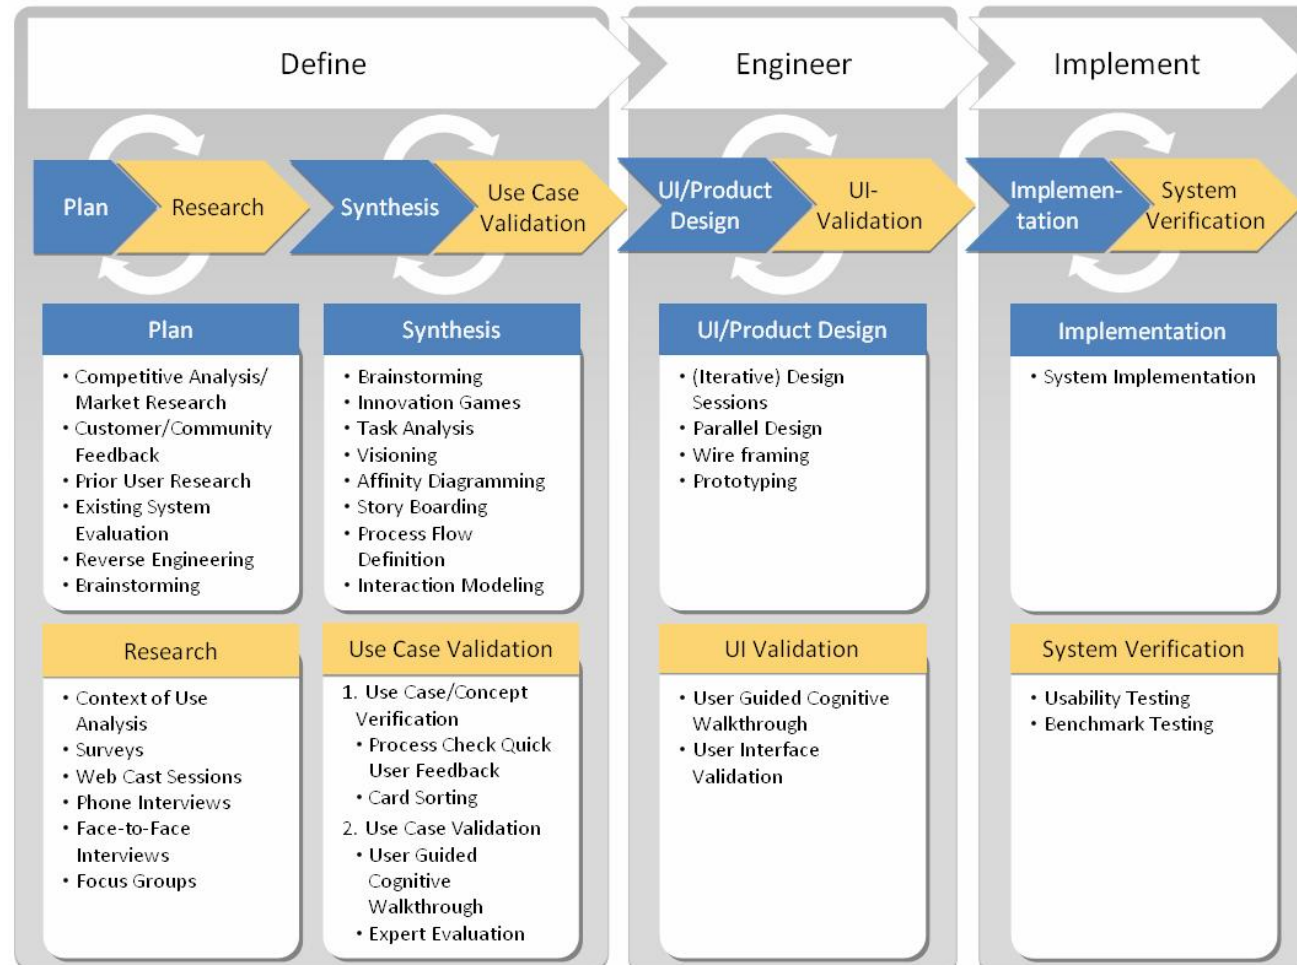 Define
Engineer
Implement
Plan
Research
Synthesis
Use Case
Validation
UI/Product
Design
UI-
Validation
Implemen-
tation
System
Verification
Plan
• Competitive Analysis/
Market Research
• Customer/Community
Feedback
• Prior User Research
• Existing System
Evaluation
• Reverse Engineering
• Brainstorming
Synthesis
• Brainstorming
• Innovation Games
• Task Analysis
• Visioning
• Affinity Diagramming
• Story Boarding
• Process Flow
Definition
• Interaction Modeling
UI/Product Design
• (Iterative) Design
Sessions
• Parallel Design
• Wire framing
• Prototyping
Implementation
• System Implementation
Research
• Context of Use
Analysis
• Surveys
• Web Cast Sessions
• Phone Interviews
• Face-to-Face
Interviews
• Focus Groups
Use Case Validation
1. Use Case/Concept
Verification
• Process Check Quick
User Feedback
• Card Sorting
2. Use Case Validation
• User Guided
Cognitive
Walkthrough
• Expert Evaluation
UI Validation
• User Guided Cognitive
Walkthrough
• User Interface
Validation
System Verification
• Usability Testing
• Benchmark Testing